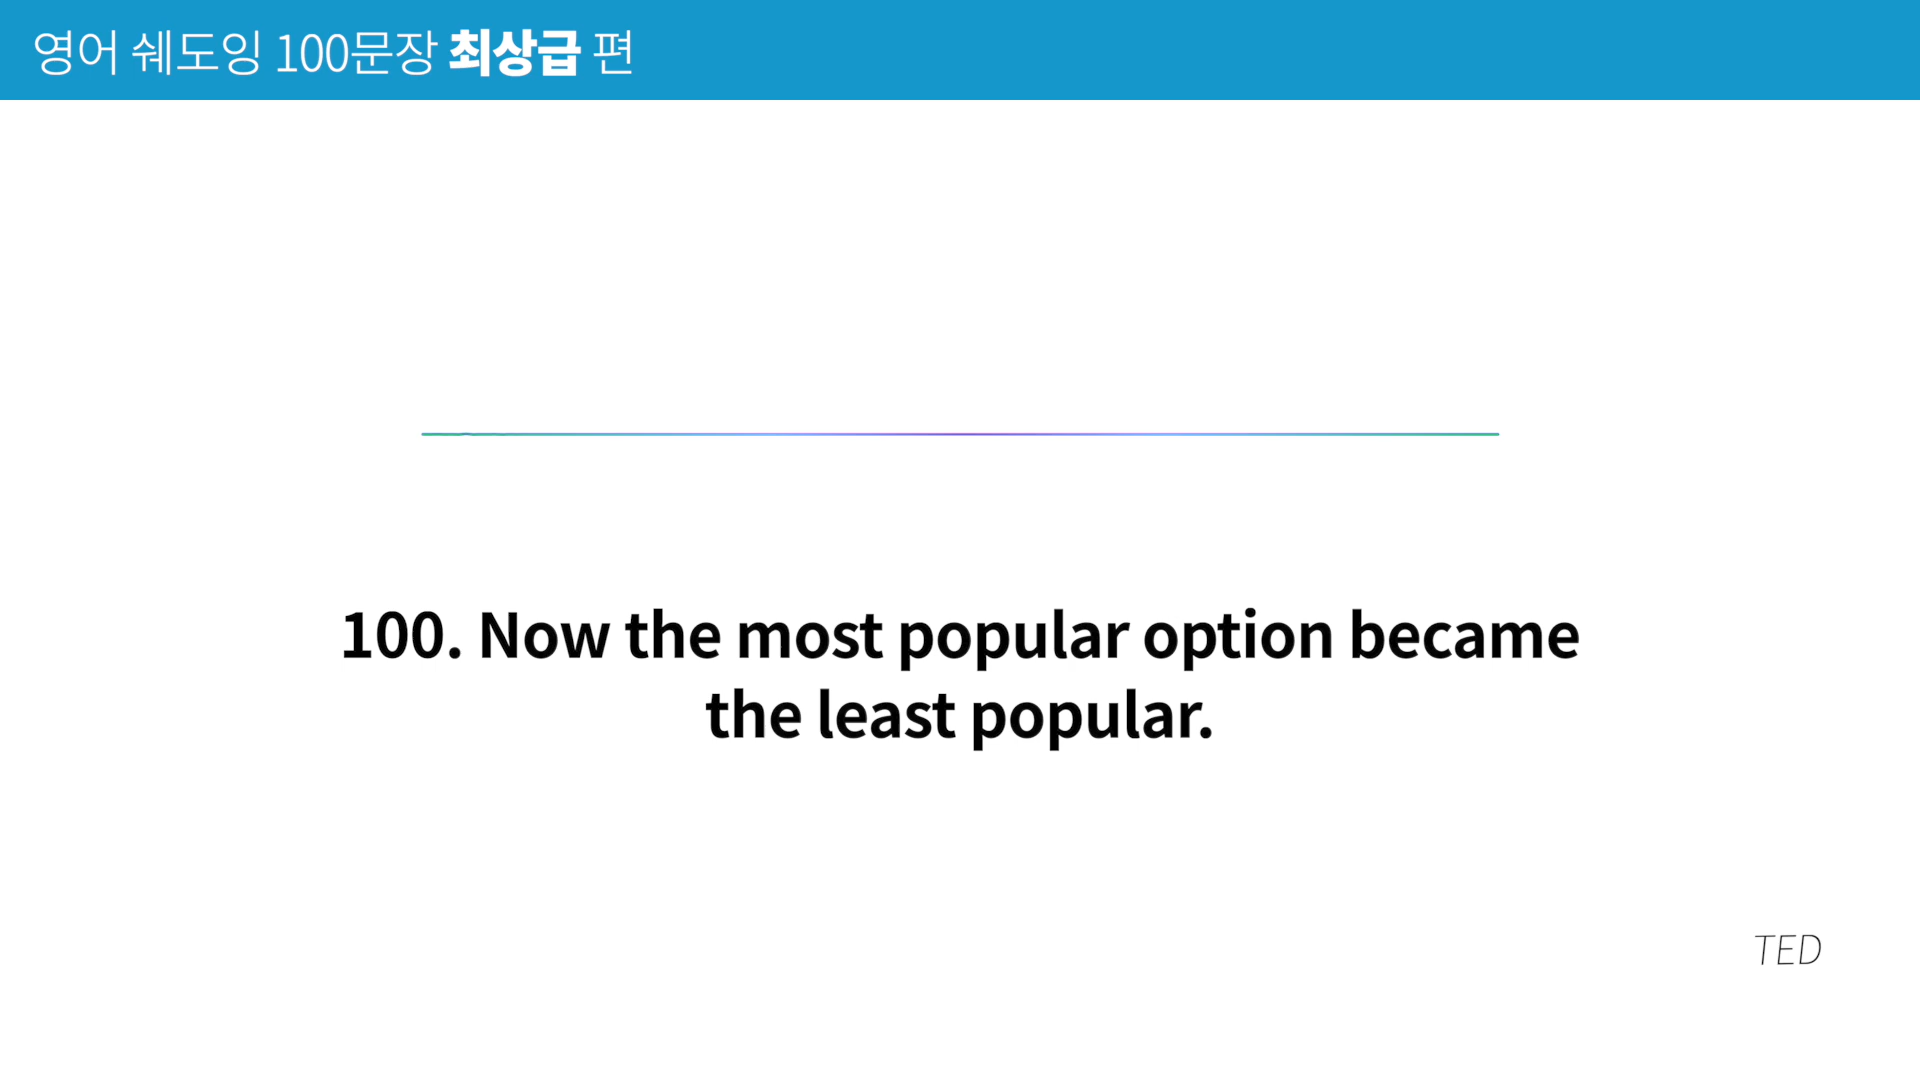 영어 쉐도잉 100문장 최상급 편
100. Now the most popular option became
the least popular.
TED